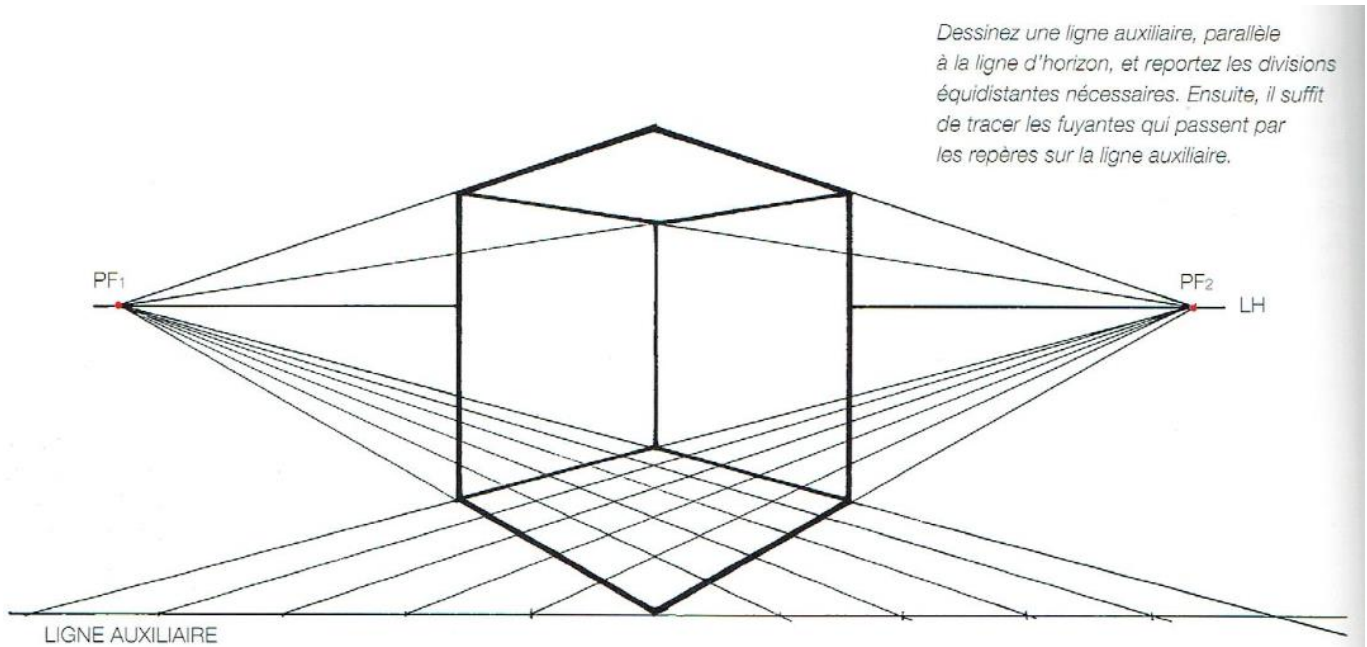 Dessinez une ligne auxiliaire, parallèle
à la ligne d'horizon, et reportez les divisions
équidistantes nécessaires. Ensuite, il suffit
de tracer les fuyantes qui passent par
les repères sur la ligne auxiliaire.
PF1
PF2
LH
LIGNE AUXILIAIRE